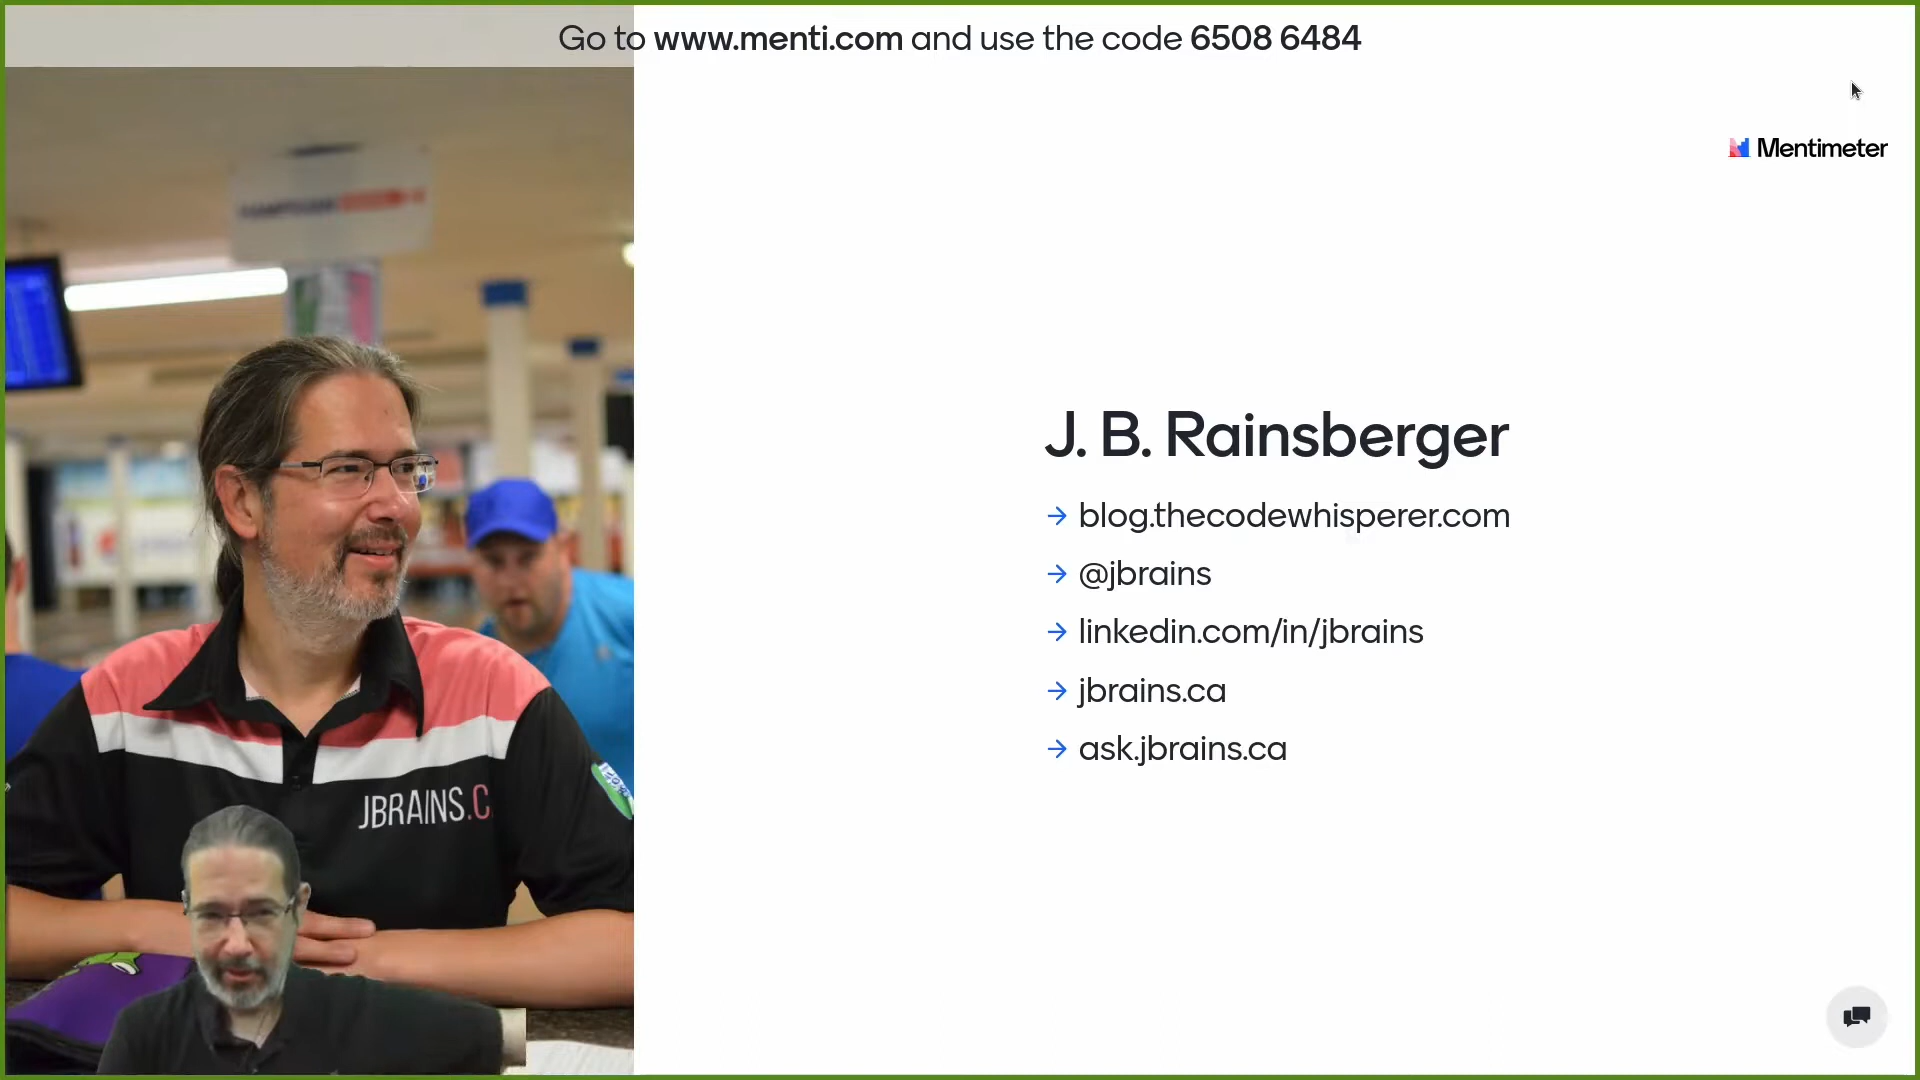 Go to www.menti.com and use the code 6508 6484
Mentimeter
J. B. Rainsberger
→ blog.thecodewhisperer.com
→ @jbrains
→ linkedin.com/in/jbrains
→ jbrains.ca
→ ask.jbrains.ca
JBRAINS.C